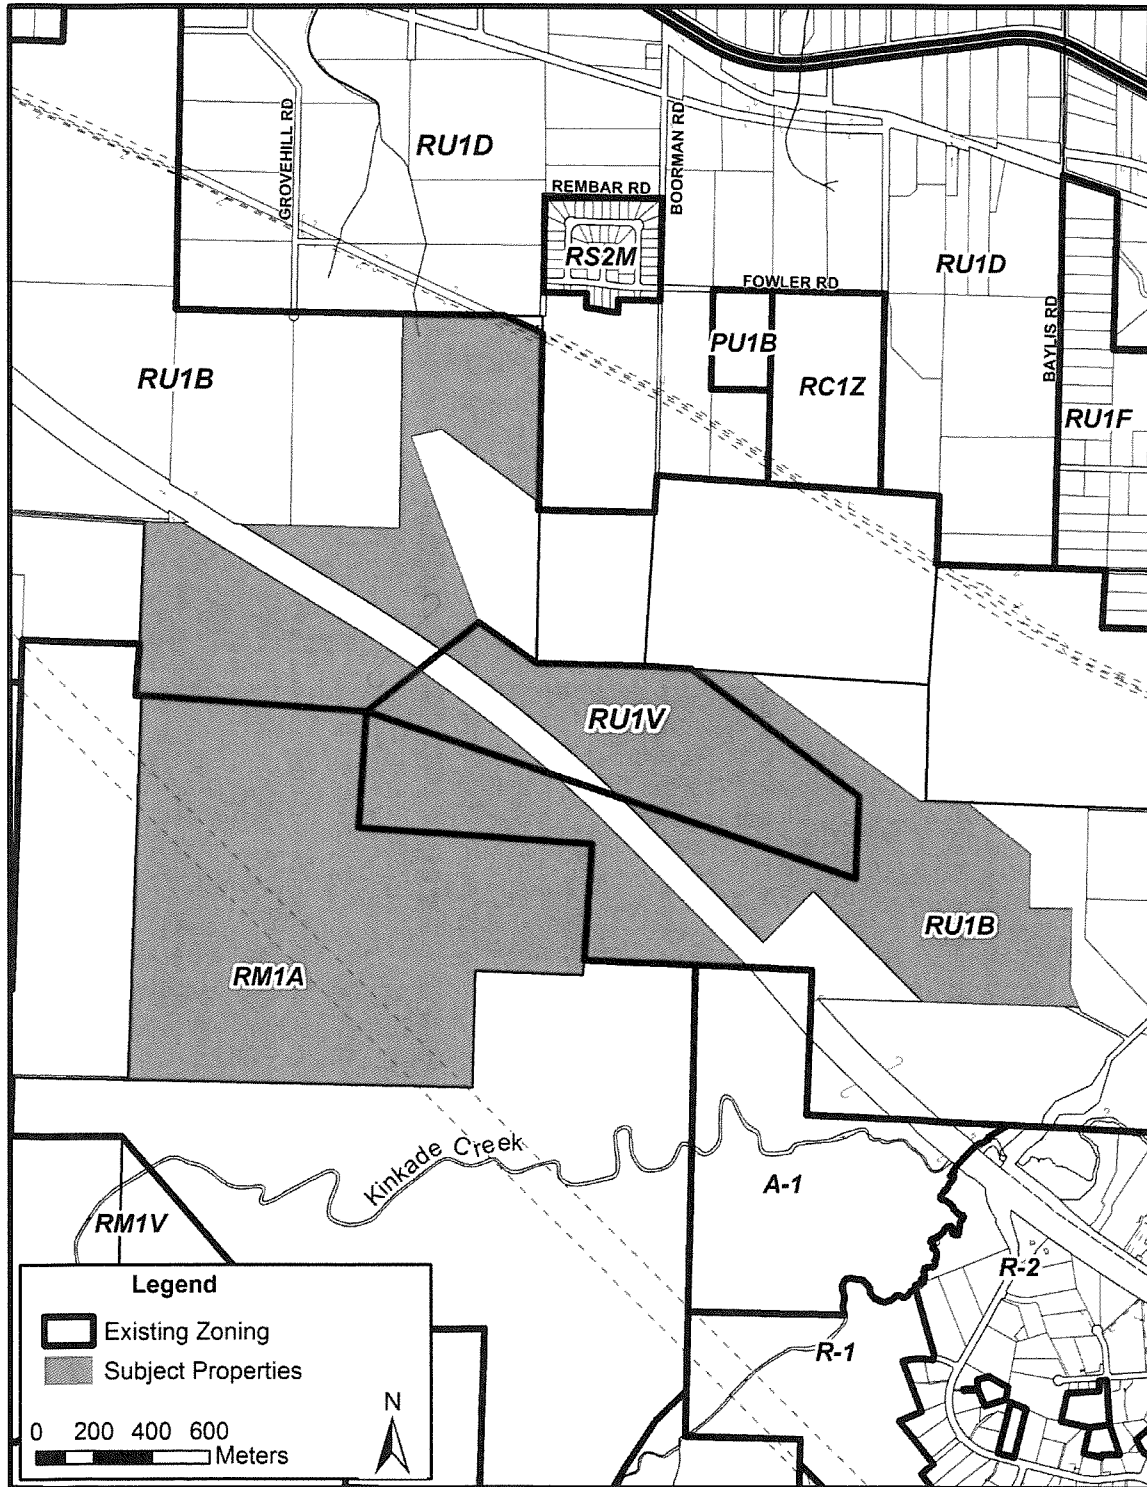 GROVEHILL RD
RU1D
BOORMAN RD
REMBAR RD
RS2M
RU1D
FOWLER RD
PU1B
RC1Z
BAYLIS RD
RU1B
RU1F
RU1V
RU1B
RM1A
Kinkade Creek
A-1
RM1V
R-2
R-1
Legend
Existing Zoning
Subject Properties
N
0 200 400 600
Meters